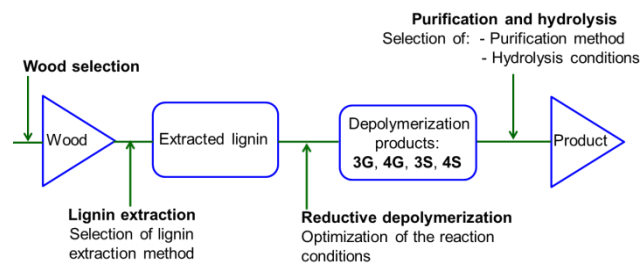 Purification and hydrolysis
Selection of: - Purification method
- Hydrolysis conditions
Wood selection
Wood
Extracted lignin
Depolymerization
products:
3G, 4G, 3S, 4S
Product
Lignin extraction
Selection of lignin
extraction method
Reductive depolymerization
Optimization of the reaction
conditions